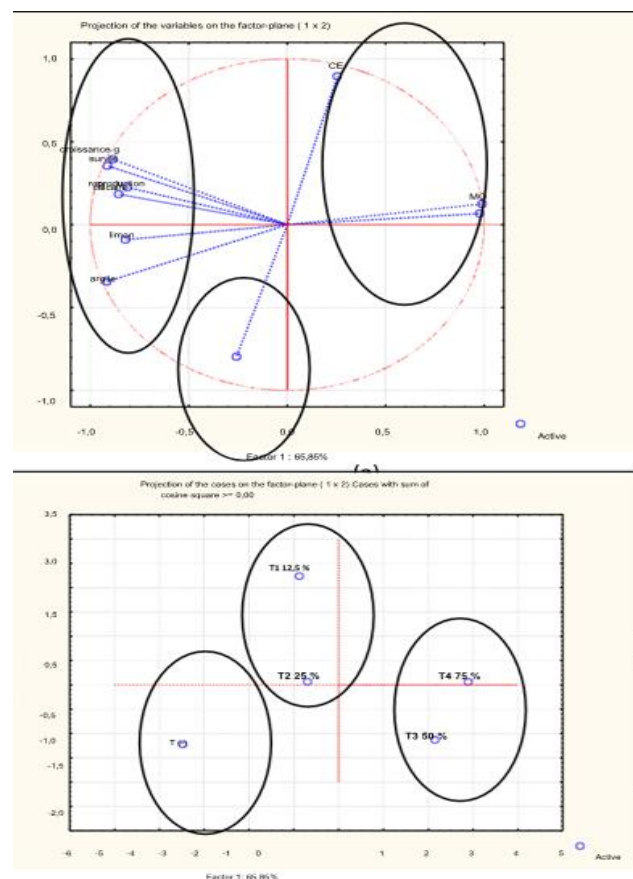 Projection of the variables on the factor-plane ( 1 x 2)
1,0
CE
0,5
croissance-g
survie
reproduction
MO
0,0
limon
argile
-0,5
-1,0
-1,0 -0,5 0,0 0,5 1,0
Active
Factor 1 : 65,85%
(a)
Projection of the cases on the factor-plane ( 1 x 2) Cases with sum of
cosine square >= 0,00
3,5
3,0
T1 12,5 %
1,5
T2 25 % T4 75 %
0,5
-0,5
T3 50 %
-1,0
-1,5
-2,0
-6 -5 -4 -3 -2 -1 0 1 2 3 4 5
Active
Factor 1: 65,85%